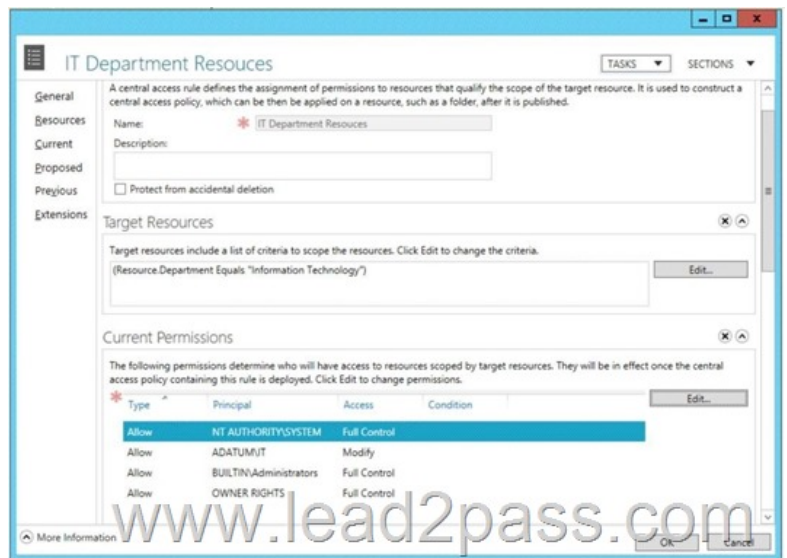 IT Department Resouces
TASKS
SECTIONS
General
Resources
Current
Proposed
Previous
Extensions
A central access rule defines the assignment of permissions to resources that qualify the scope of the target resource. It is used to construct a
central access policy, which can be then be applied on a resource, such as a folder, after it is published.
Name: * IT Department Resouces
Description:
Protect from accidental deletion
Target Resources
Target resources include a list of criteria to scope the resources. Click Edit to change the criteria.
(Resource.Department Equals "Information Technology")
Edit...
Current Permissions
The following permissions determine who will have access to resources scoped by target resources. They will be in effect once the central
access policy containing this rule is deployed. Click Edit to change permissions.
Edit...
* Type Principal Access Condition
Allow NT AUTHORITY\SYSTEM Full Control
Allow ADATUM\IT Modify
Allow BUILTIN\Administrators Full Control
Allow OWNER RIGHTS Full Control
www.lead2pass.com
More Information
OK
Cancel